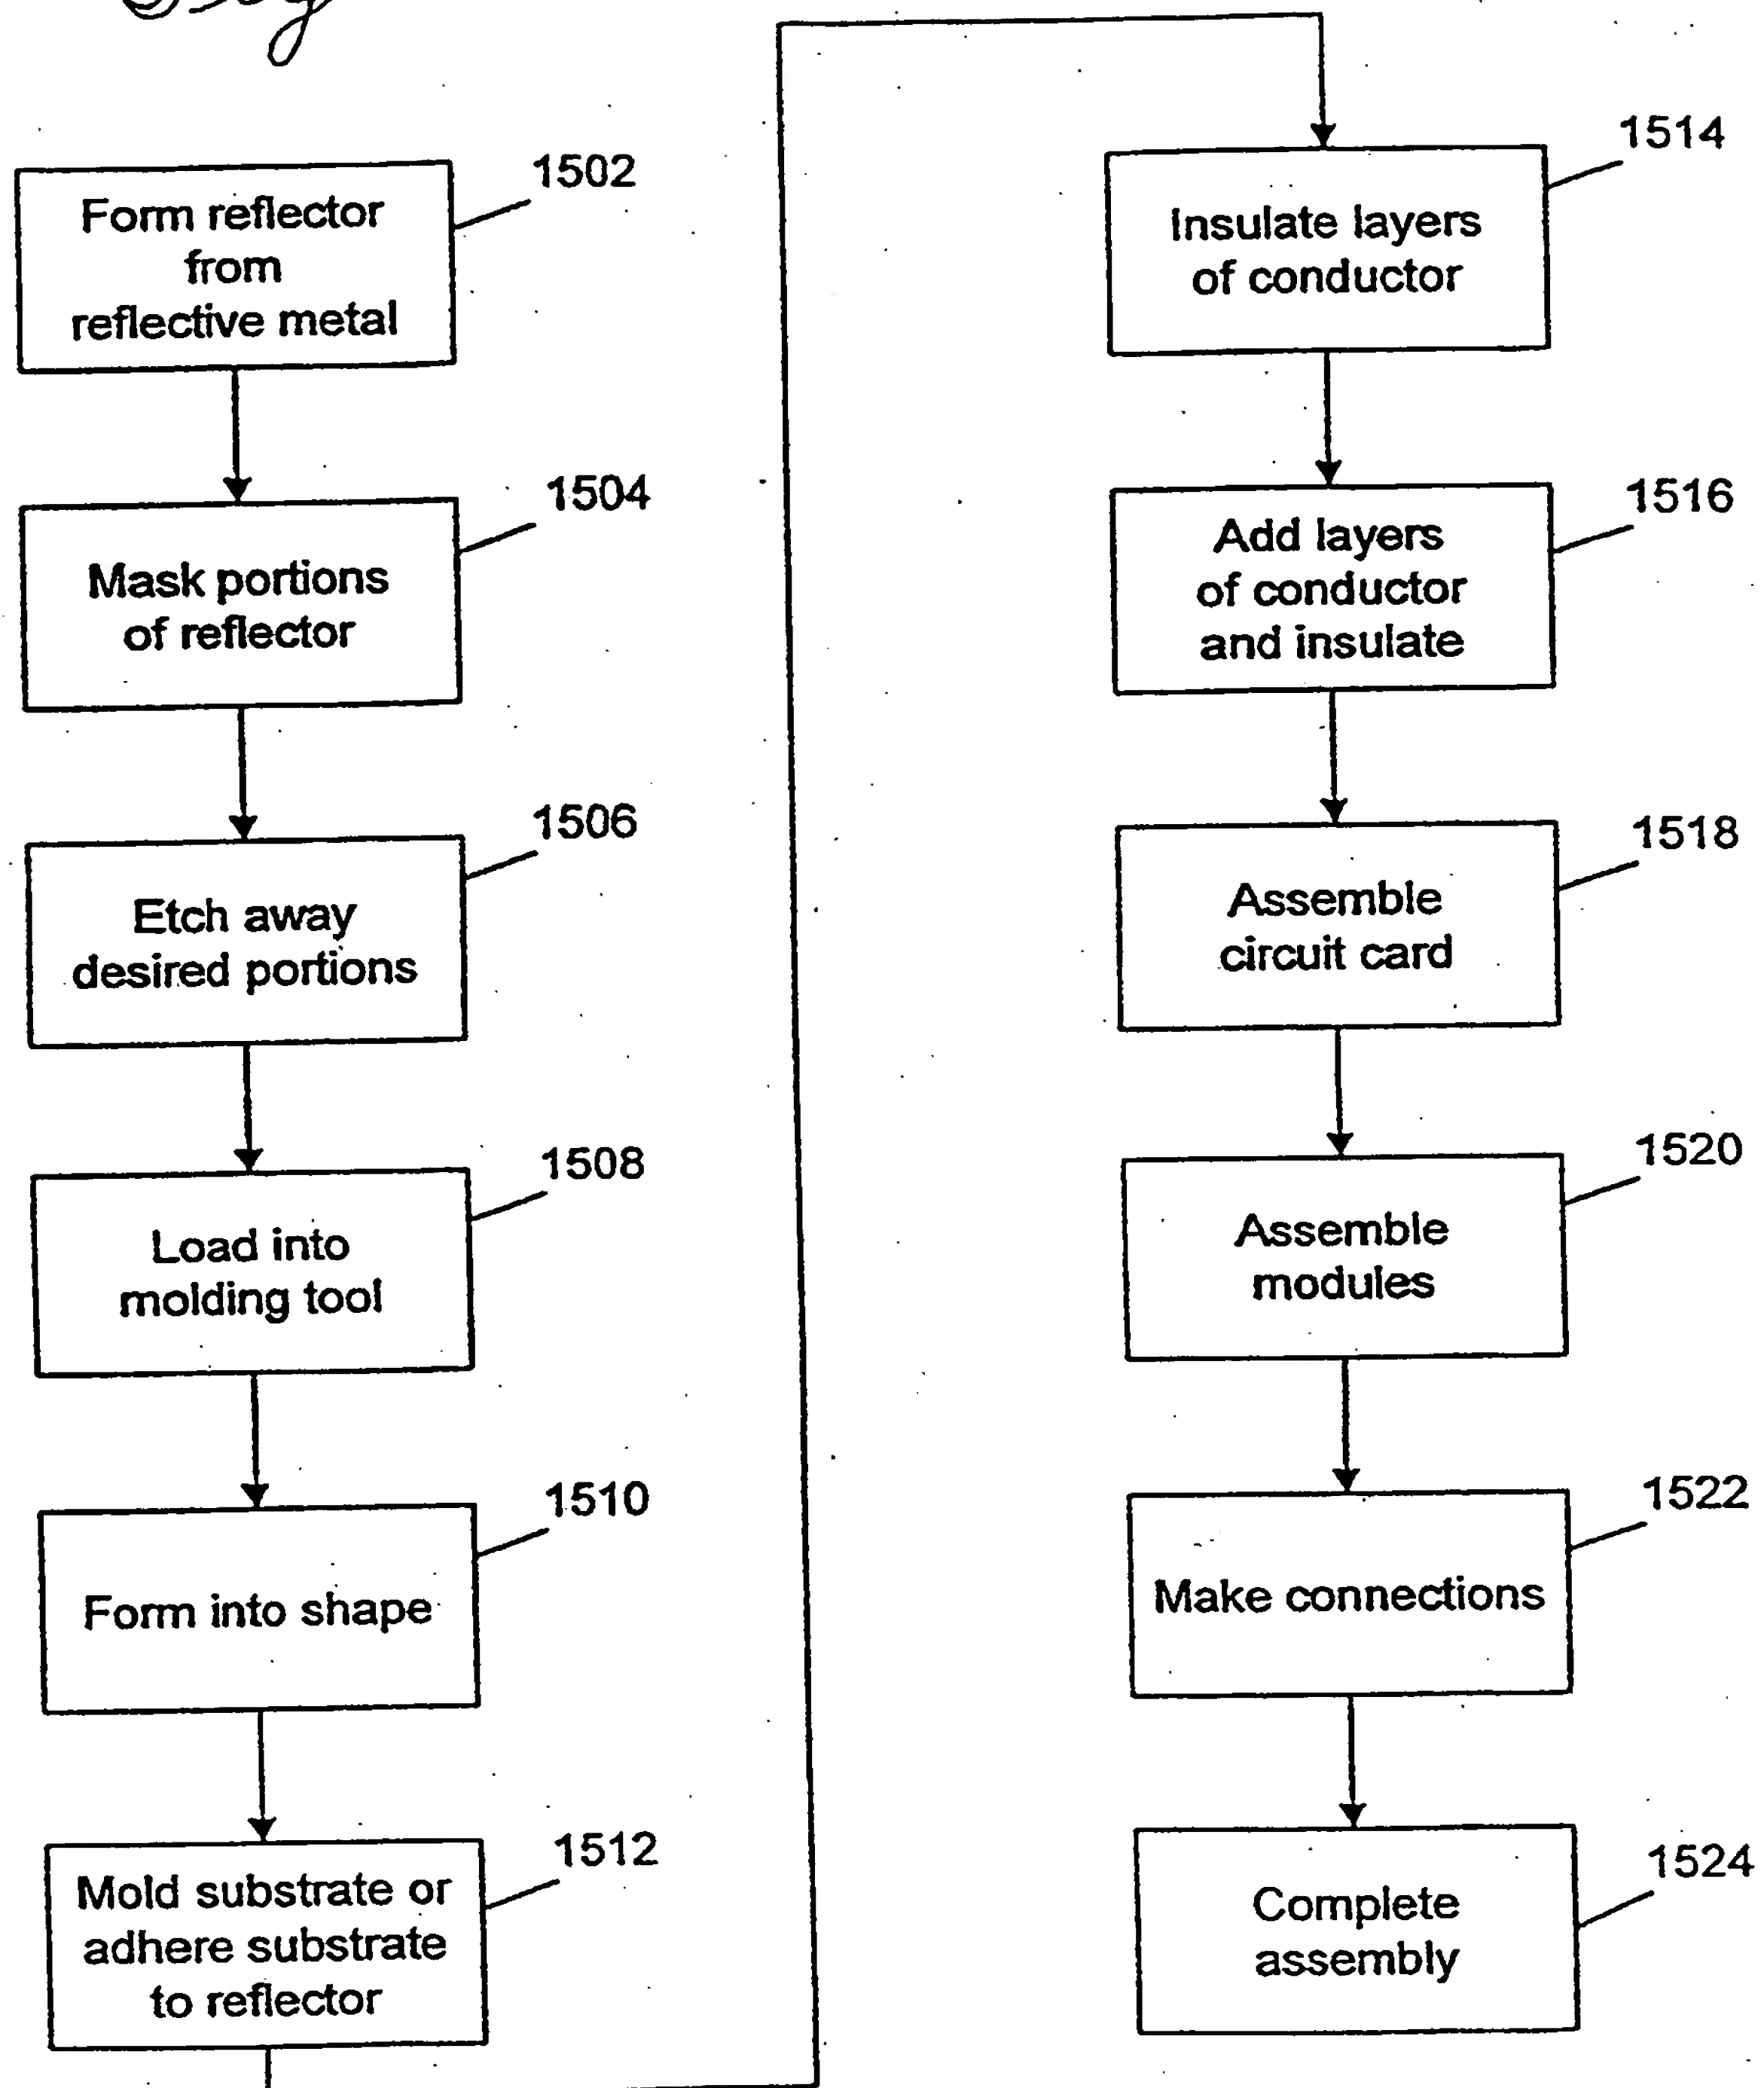 1502
Form reflector
from
reflective metal
1504
Mask portions
of reflector
1506
Etch away
desired portions
1508
Load into
molding tool
1510
Form into shape
1512
Mold substrate or
adhere substrate
to reflector
1514
Insulate layers
of conductor
1516
Add layers
of conductor
and insulate
1518
Assemble
circuit card
1520
Assemble
modules
1522
Make connections
1524
Complete
assembly